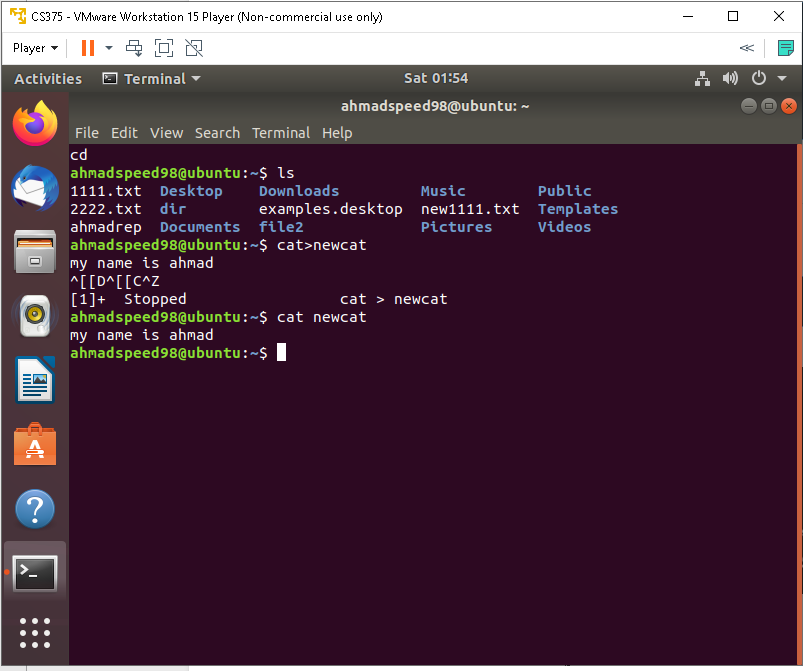 CS375 - VMware Workstation 15 Player (Non-commercial use only)
Player
Activities Terminal Sat 01:54
ahmadspeed98@ubuntu: ~
File Edit View Search Terminal Help
cd
ahmadspeed98@ubuntu:~$ ls
1111.txt Desktop Downloads Music Public
2222.txt dir examples.desktop new1111.txt Templates
ahmadrep Documents file2 Pictures Videos
ahmadspeed98@ubuntu:~$ cat>newcat
my name is ahmad
^[[D^[[C^Z
[1]+ Stopped cat > newcat
ahmadspeed98@ubuntu:~$ cat newcat
my name is ahmad
ahmadspeed98@ubuntu:~$